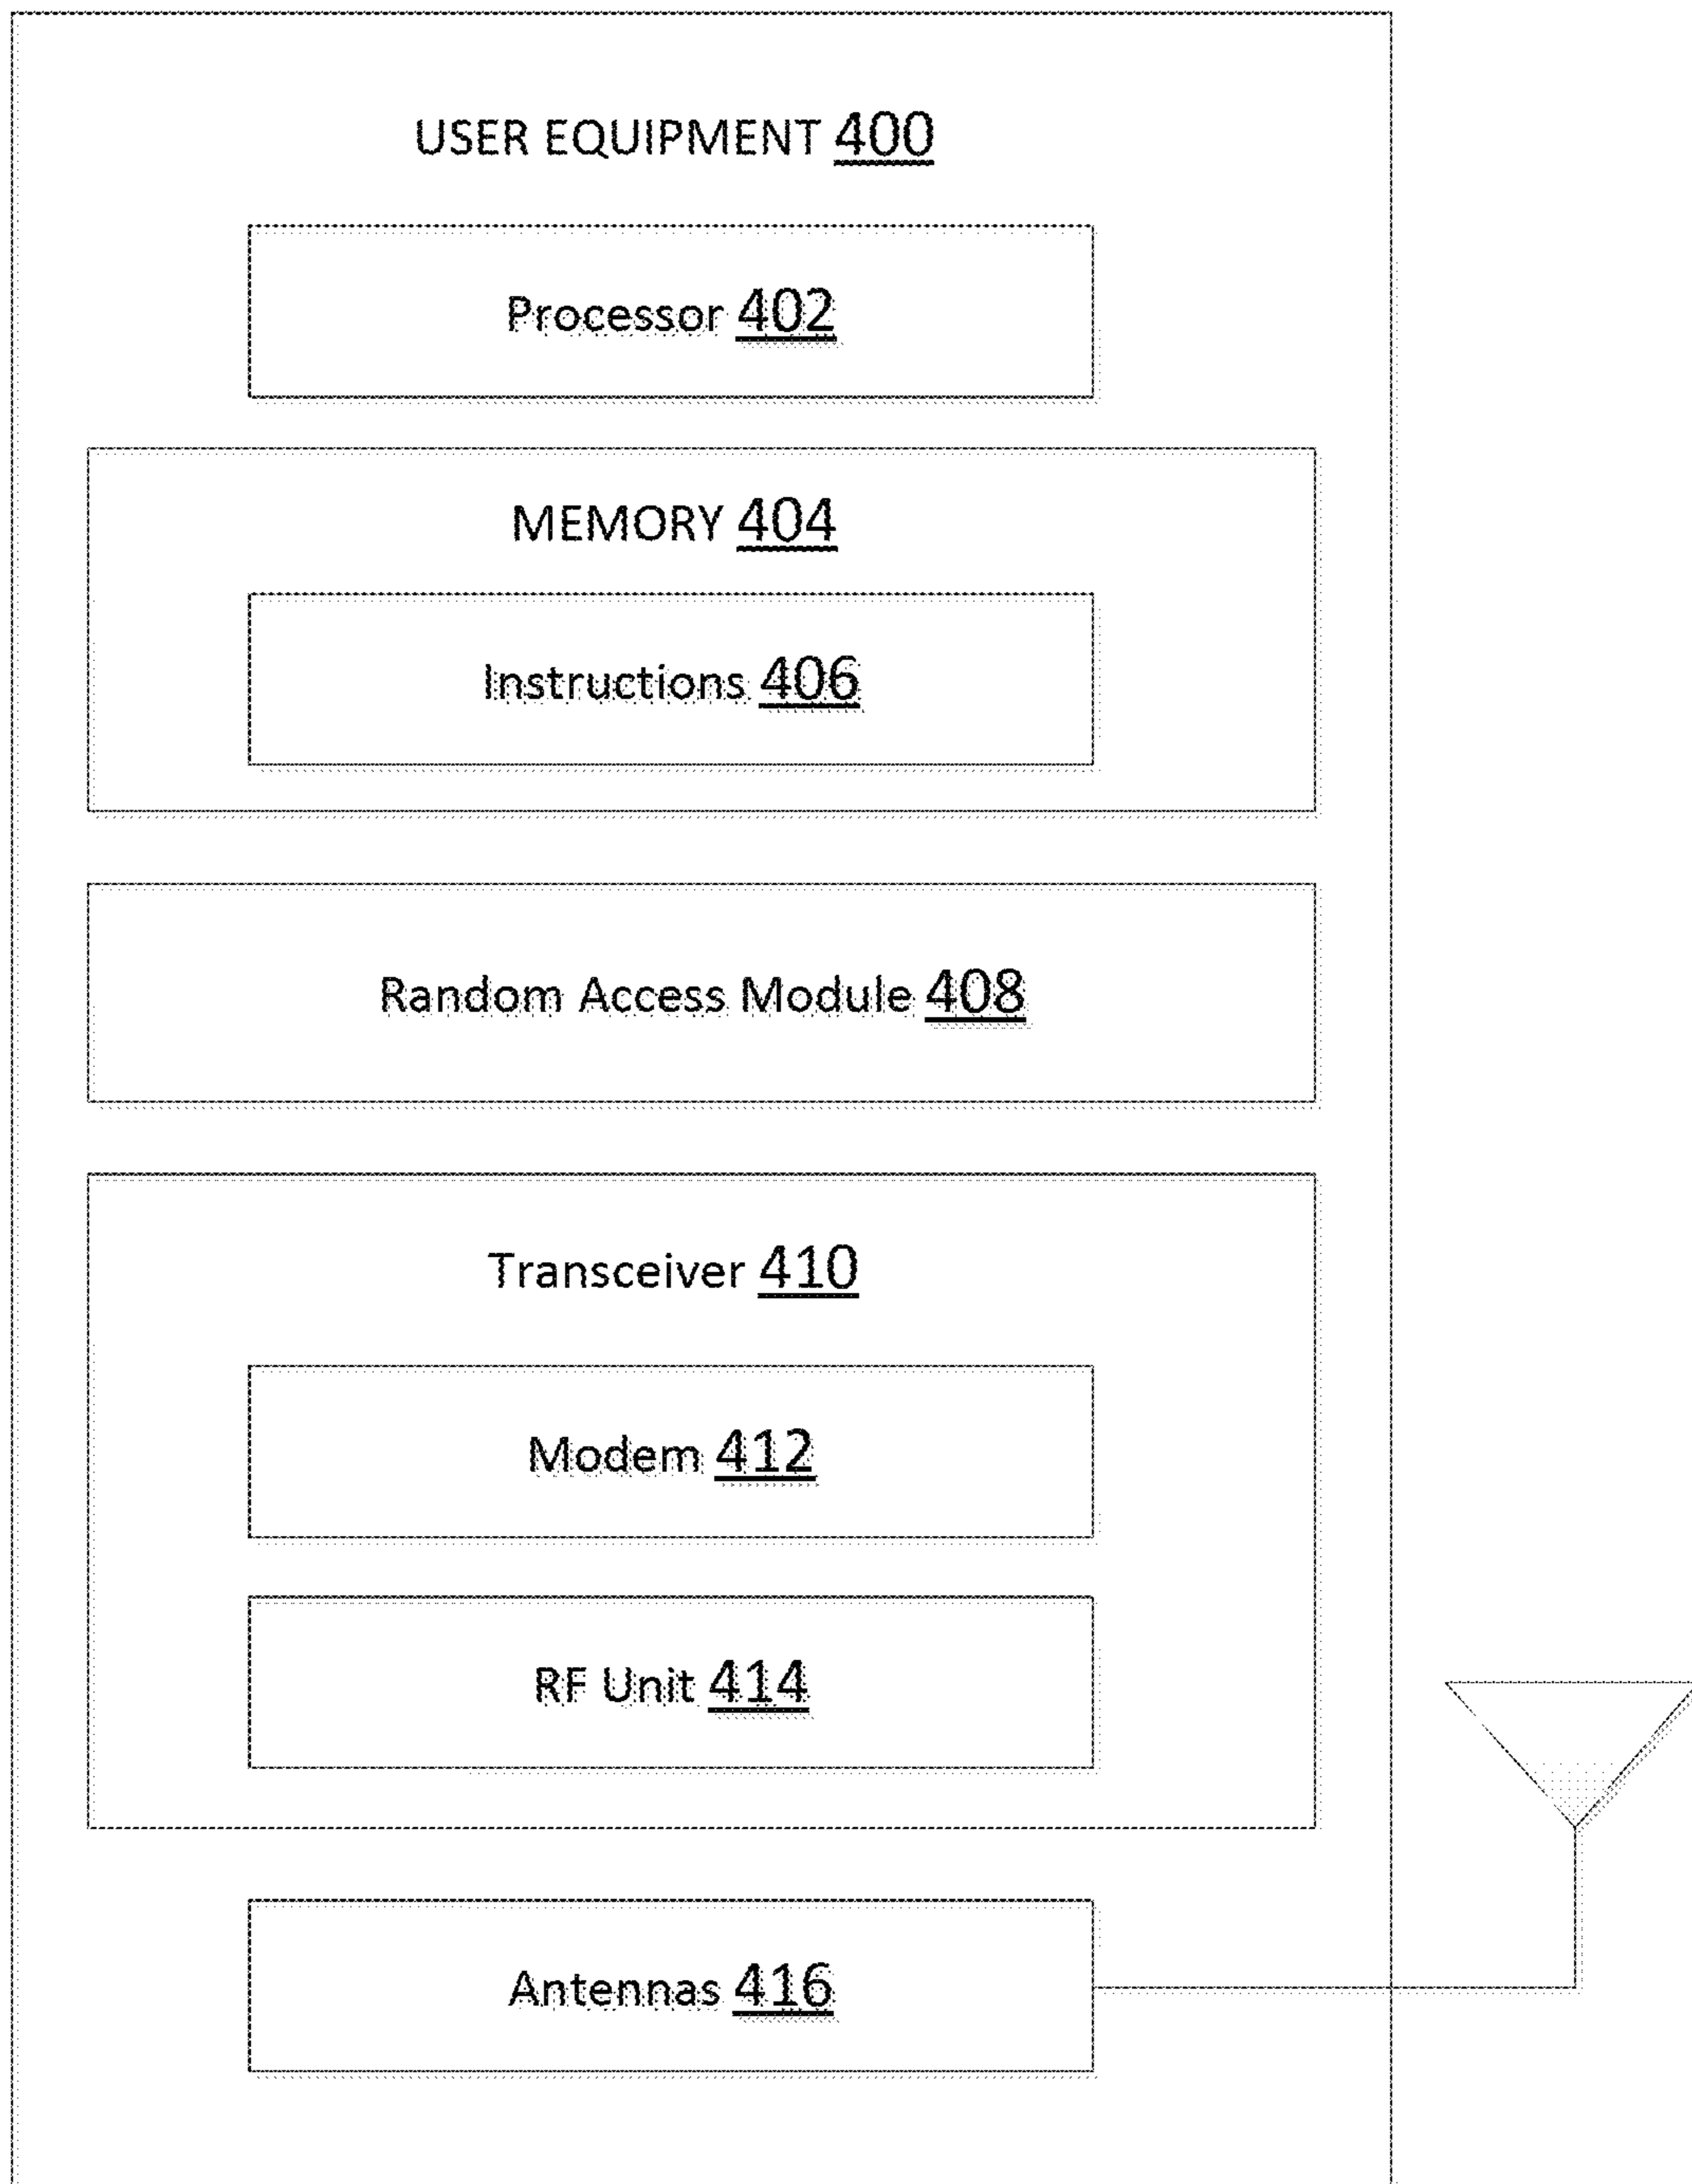 USER EQUIPMENT 400
Processor 402
MEMORY 404
Instructions 406
Random Access Module 408
Transceiver 410
Modem 412
RF Unit 414
Antennas 416